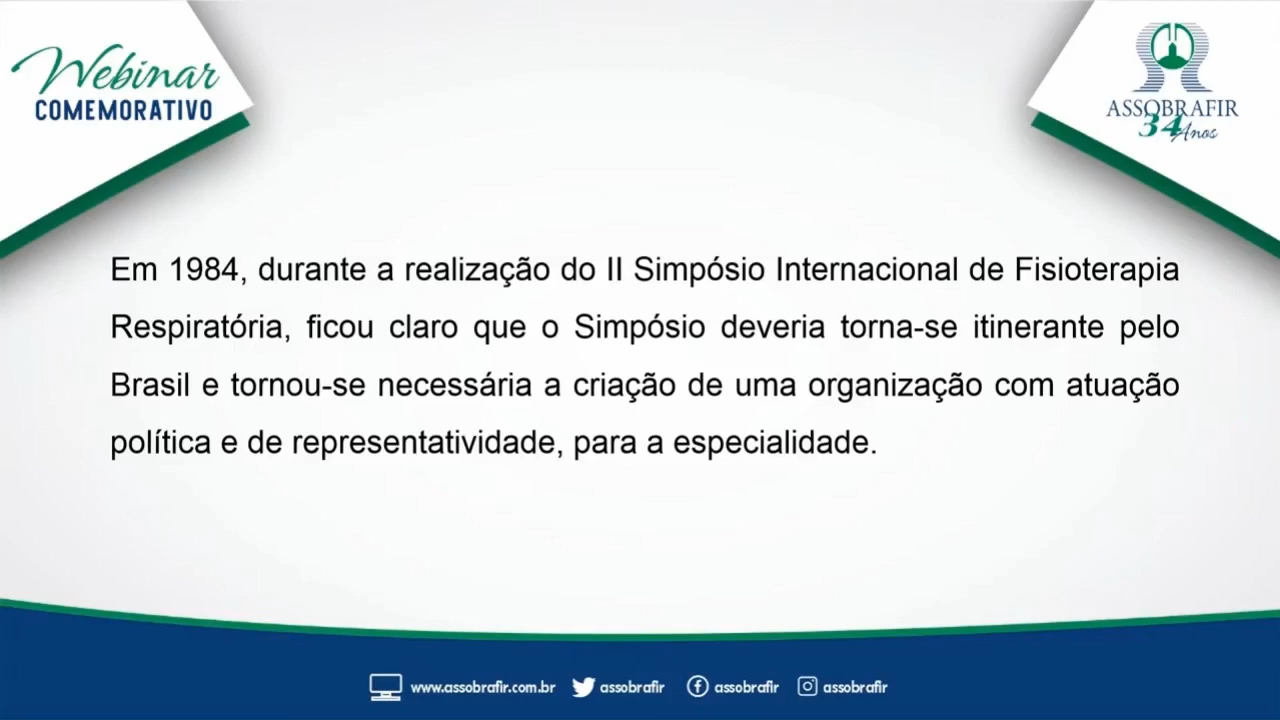 Webinar
COMEMORATIVO
ASSOBRAFIR
34 Anos
Em 1984, durante a realização do II Simpósio Internacional de Fisioterapia
Respiratória, ficou claro que o Simpósio deveria torna-se itinerante pelo
Brasil e tornou-se necessária a criação de uma organização com atuação
política e de representatividade, para a especialidade.
www.assobrafir.com.br assobrafir assobrafir assobrafir